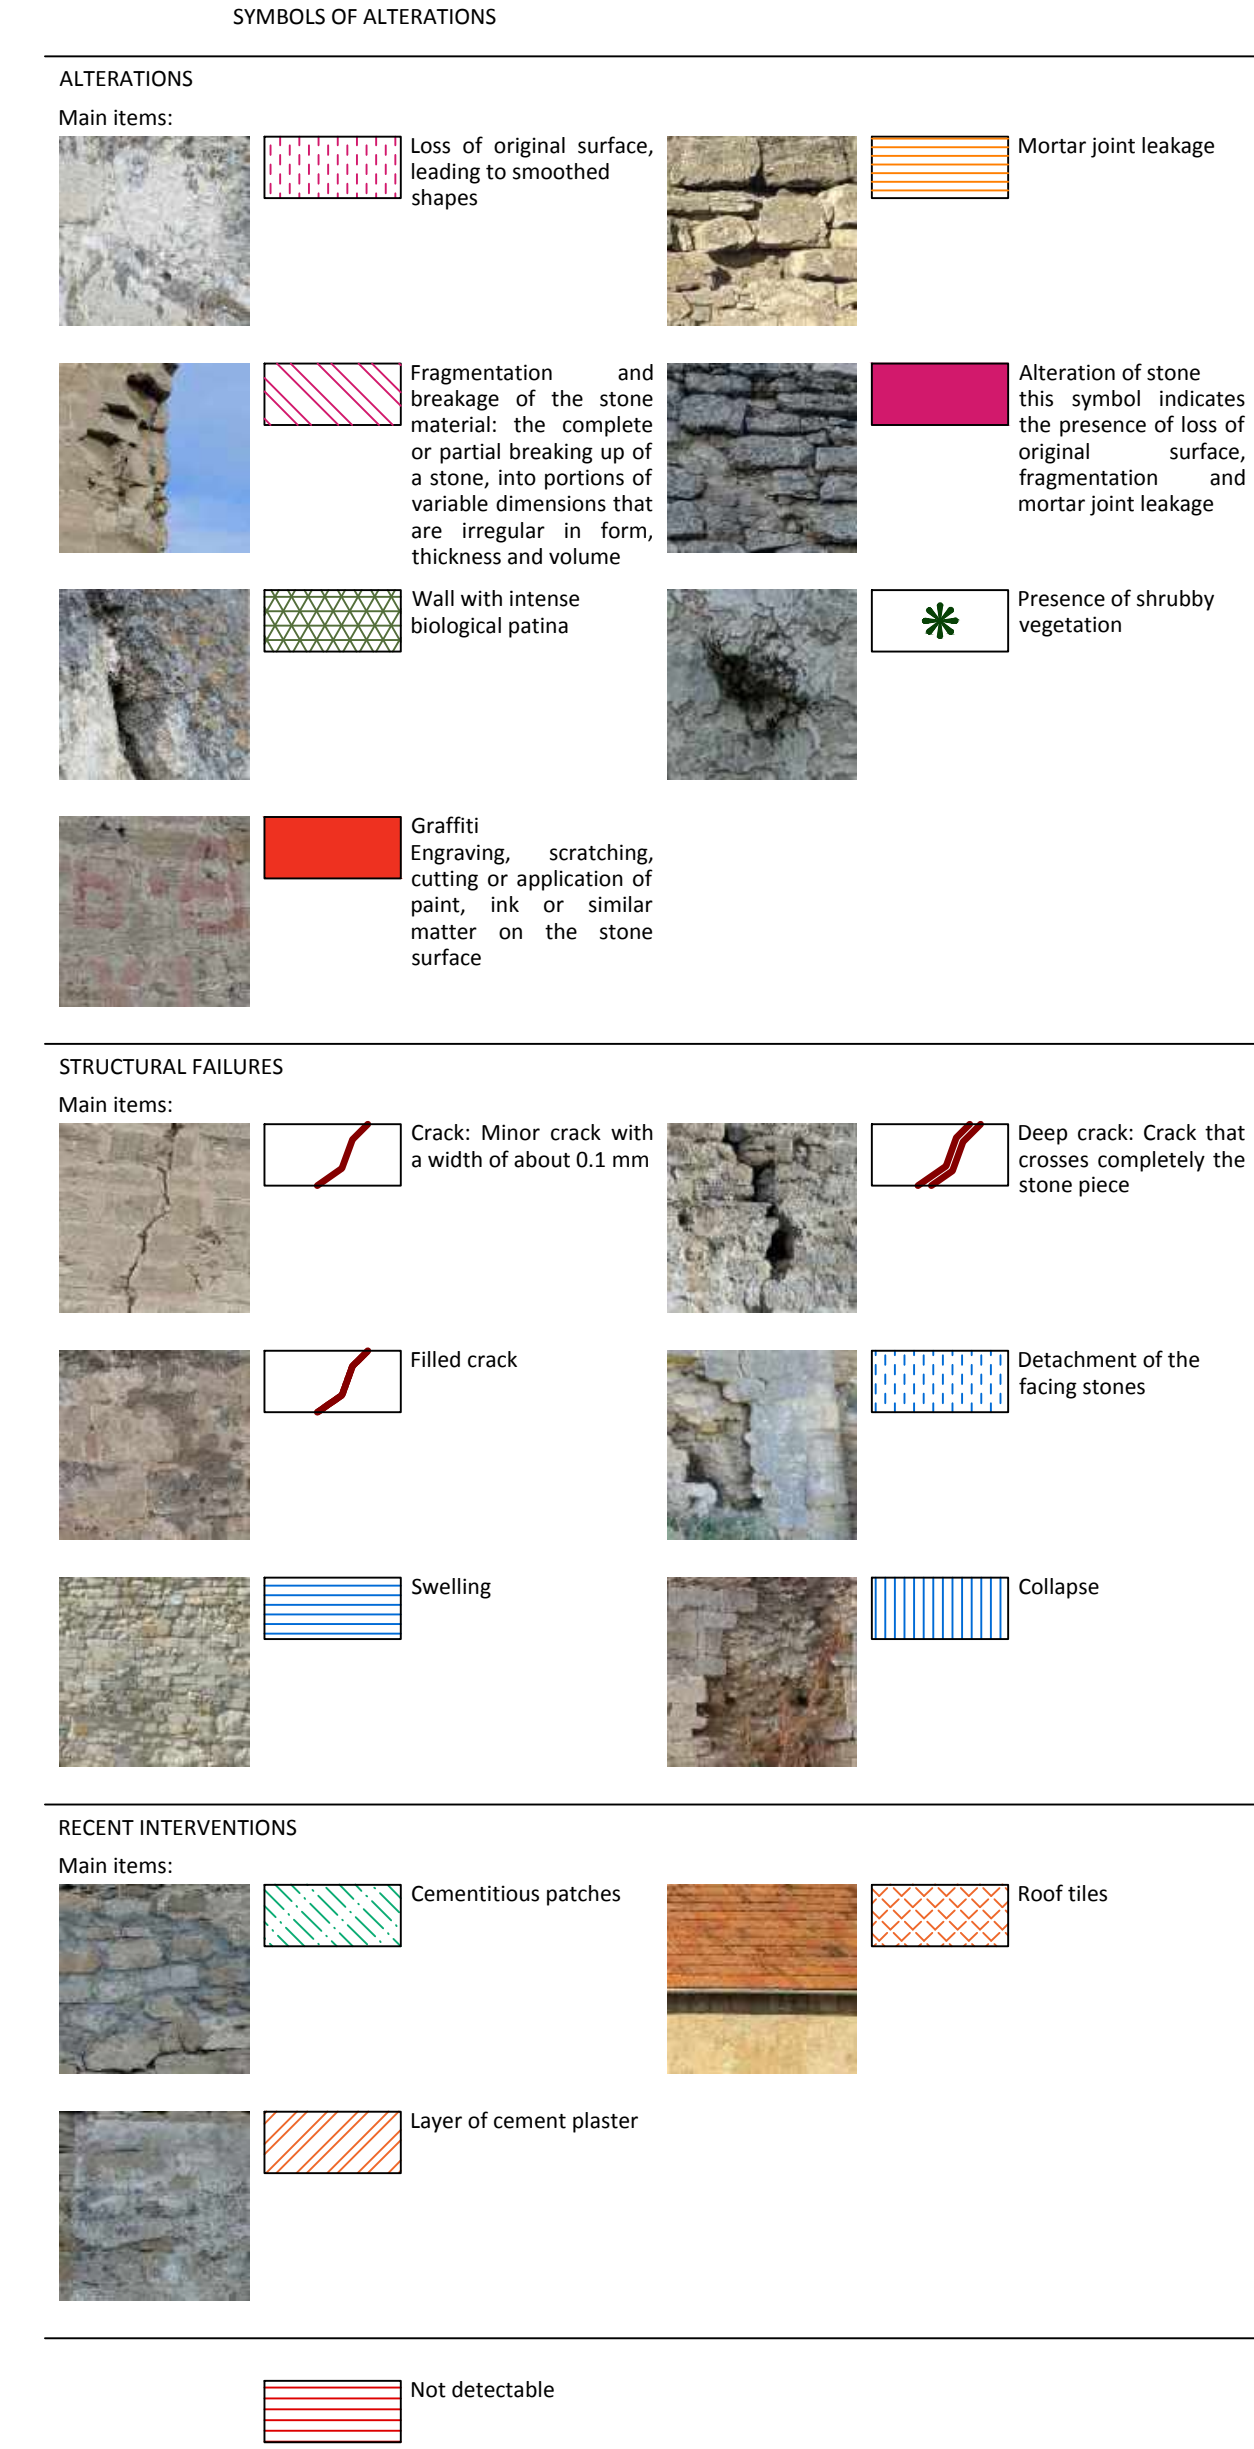 SYMBOLS OF ALTERATIONS
ALTERATIONS
Main items:
Loss of original surface,
leading to smoothed
shapes
Mortar joint leakage
Fragmentation and
breakage of the stone
material: the complete
or partial breaking up of
a stone, into portions of
variable dimensions that
are irregular in form,
thickness and volume
Alteration of stone
this symbol indicates
the presence of loss of
original surface,
fragmentation and
mortar joint leakage
Wall with intense
biological patina
Presence of shrubby
vegetation
Graffiti
Engraving, scratching,
cutting or application of
paint, ink or similar
matter on the stone
surface
STRUCTURAL FAILURES
Main items:
Crack: Minor crack with
a width of about 0.1 mm
Deep crack: Crack that
crosses completely the
stone piece
Filled crack
Detachment of the
facing stones
Swelling
Collapse
RECENT INTERVENTIONS
Main items:
Cementitious patches
Roof tiles
Layer of cement plaster
Not detectable